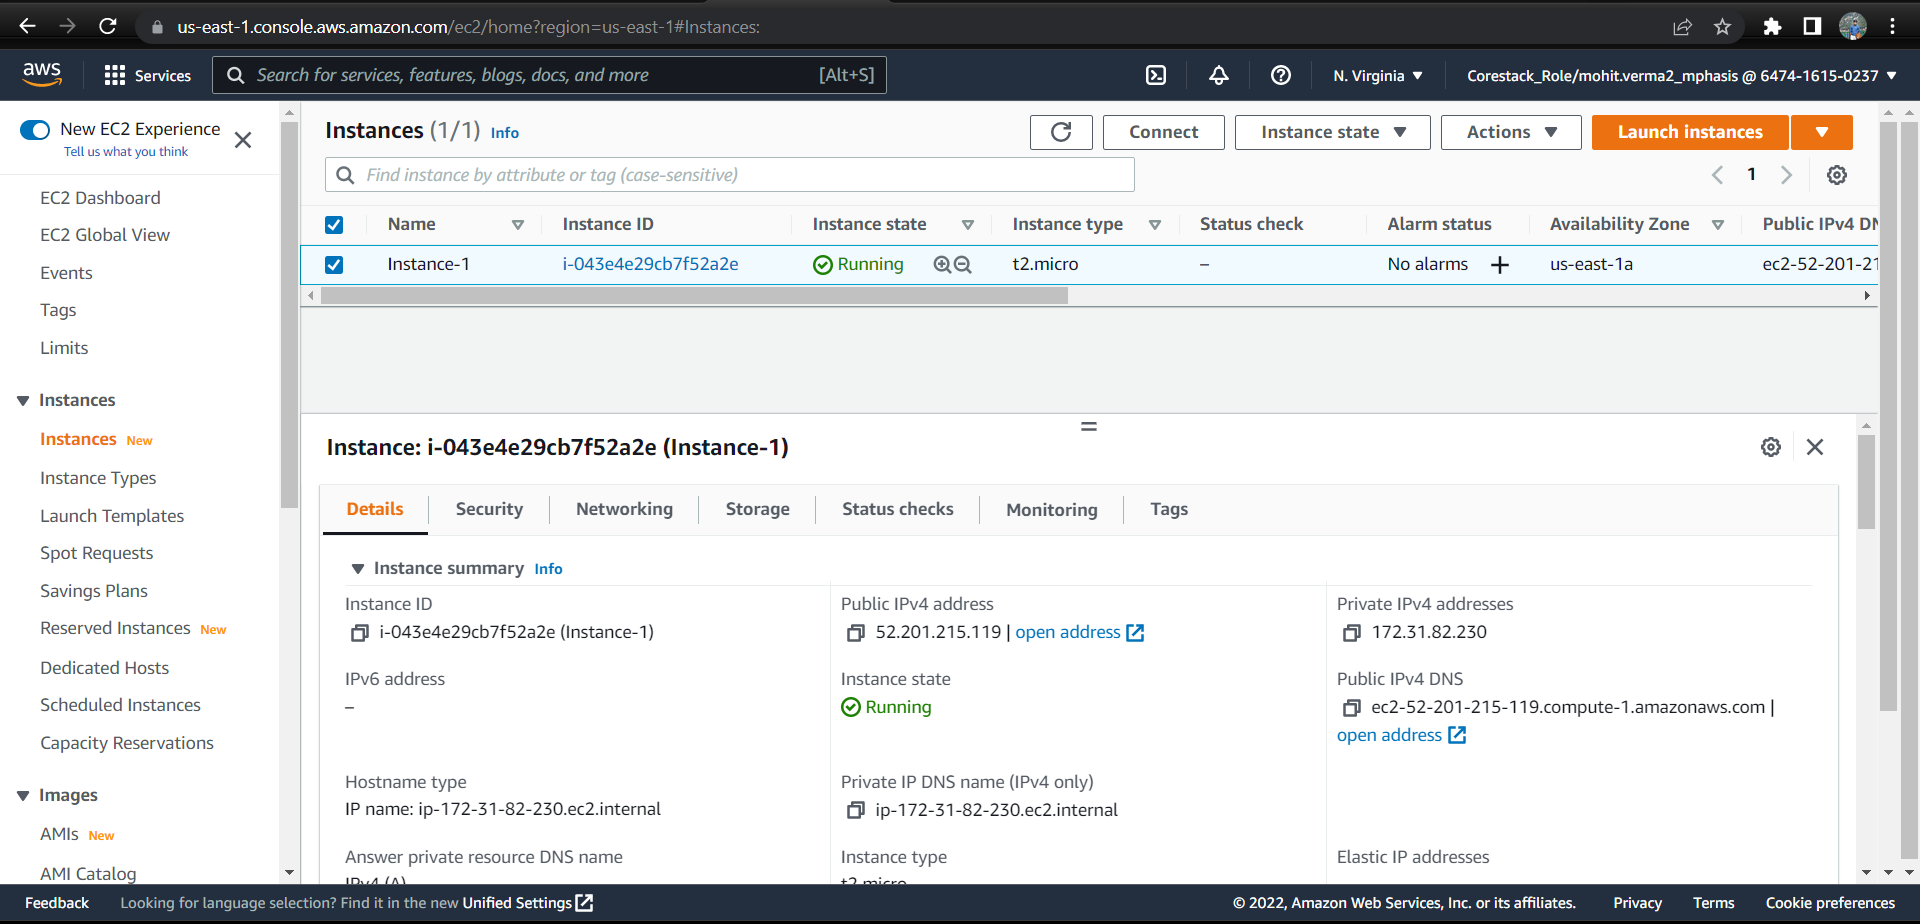 us-east-1.console.aws.amazon.com/ec2/home?region=us-east-1#Instances:
aws
Services
Search for services, features, blogs, docs, and more
[Alt+S]
N. Virginia
Corestack_Role/mohit.verma2_mphasis @ 6474-1615-0237
New EC2 Experience
Tell us what you think
EC2 Dashboard
EC2 Global View
Events
Tags
Limits
Instances
Instances New
Instance Types
Launch Templates
Spot Requests
Savings Plans
Reserved Instances New
Dedicated Hosts
Scheduled Instances
Capacity Reservations
Images
AMIs New
AMI Catalog
Instances (1/1) Info
Connect
Instance state
Actions
Launch instances
Find instance by attribute or tag (case-sensitive)
1
Name Instance ID Instance state Instance type Status check Alarm status Availability Zone Public IPv4 DN
Instance-1 i-043e4e29cb7f52a2e Running t2.micro – No alarms + us-east-1a ec2-52-201-21
Instance: i-043e4e29cb7f52a2e (Instance-1)
Details Security Networking Storage Status checks Monitoring Tags
Instance summary Info
Instance ID
i-043e4e29cb7f52a2e (Instance-1)
Public IPv4 address
52.201.215.119 | open address
Private IPv4 addresses
172.31.82.230
IPv6 address
–
Instance state
Running
Public IPv4 DNS
ec2-52-201-215-119.compute-1.amazonaws.com |
open address
Hostname type
IP name: ip-172-31-82-230.ec2.internal
Private IP DNS name (IPv4 only)
ip-172-31-82-230.ec2.internal
Answer private resource DNS name
IPv4 (A)
Instance type
t2.micro
Elastic IP addresses
Feedback
Looking for language selection? Find it in the new Unified Settings
© 2022, Amazon Web Services, Inc. or its affiliates.
Privacy
Terms
Cookie preferences